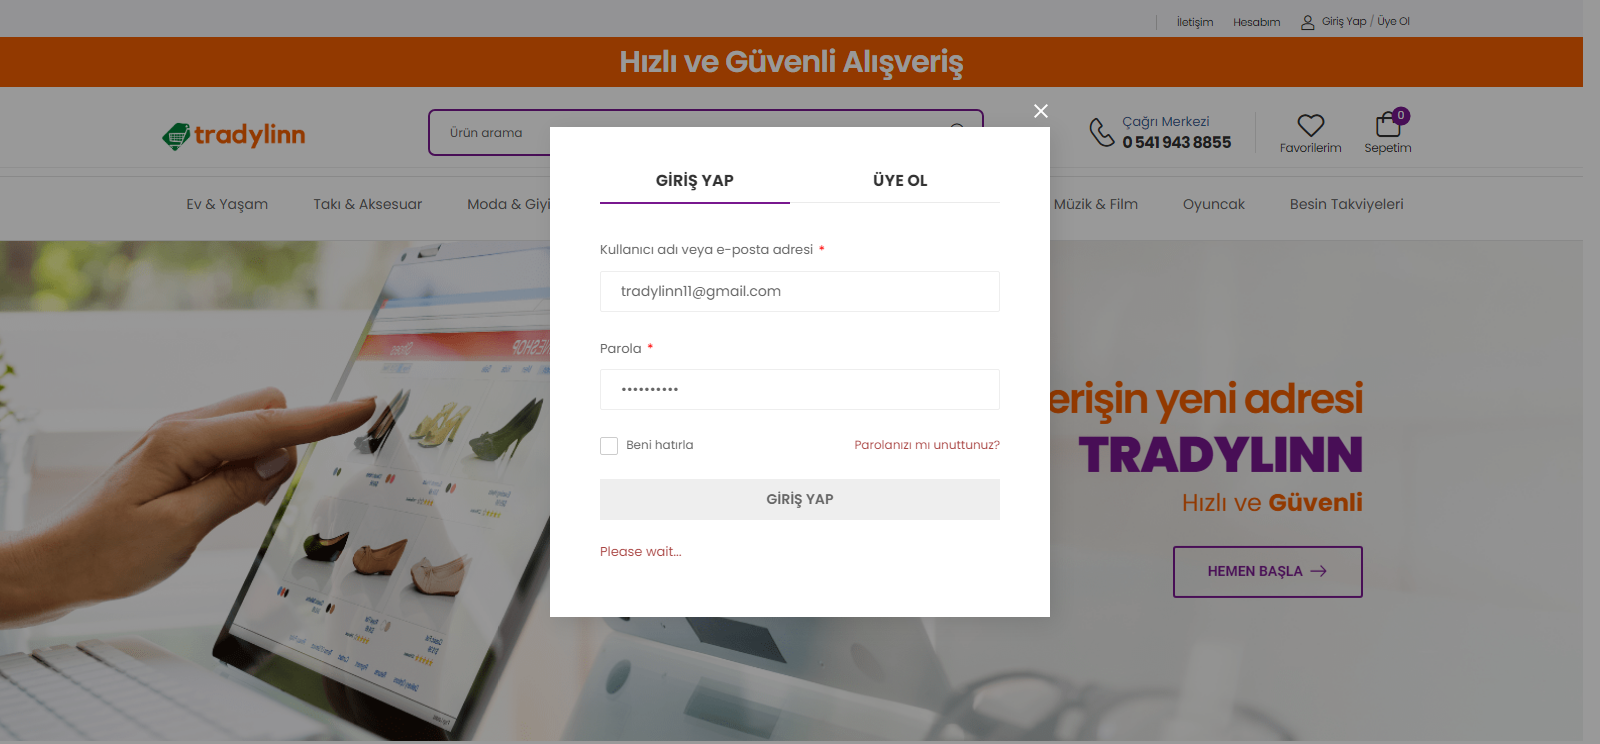 İletişim
Hesabım
Giriş Yap / Üye Ol
Hızlı ve Güvenli Alışveriş
tradylinn
Ürün arama
Çağrı Merkezi
0 541 943 8855
Favorilerim
0
Sepetim
Ev & Yaşam
Takı & Aksesuar
Moda & Giyi
Müzik & Film
Oyuncak
Besin Takviyeleri
GİRİŞ YAP
ÜYE OL
Kullanıcı adı veya e-posta adresi *
tradylinn11@gmail.com
Parola *
••••••••••
Beni hatırla
Parolanızı mı unuttunuz?
GİRİŞ YAP
Please wait...
erişin yeni adresi
TRADYLINN
Hızlı ve Güvenli
HEMEN BAŞLA